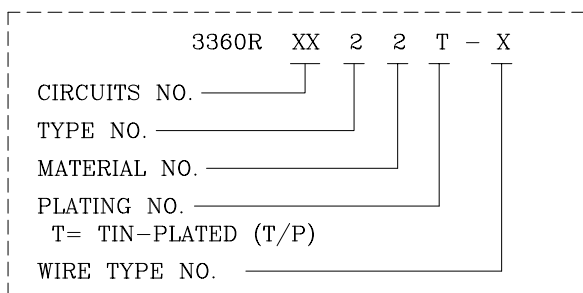 3360R XX 2 2 T - X
CIRCUITS NO.
TYPE NO.
MATERIAL NO.
PLATING NO.
T= TIN-PLATED (T/P)
WIRE TYPE NO.